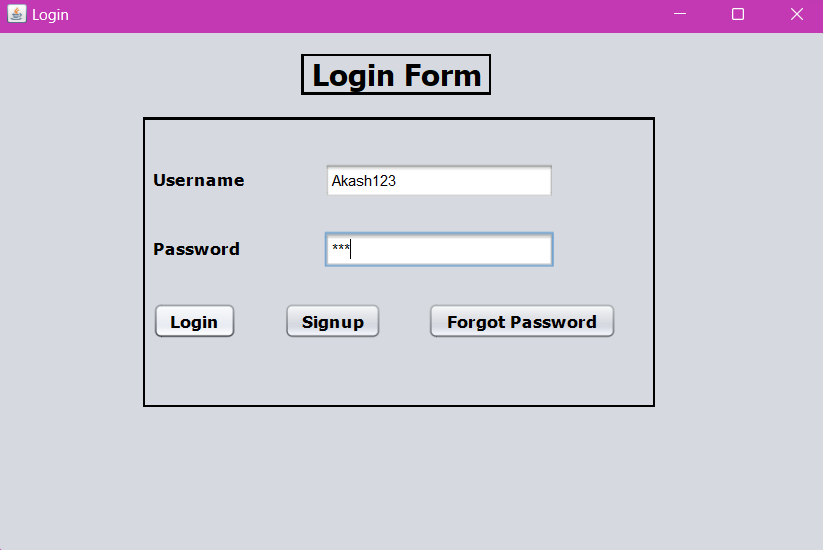 Login
Login Form
Username Akash123
Password ***
Login Signup Forgot Password